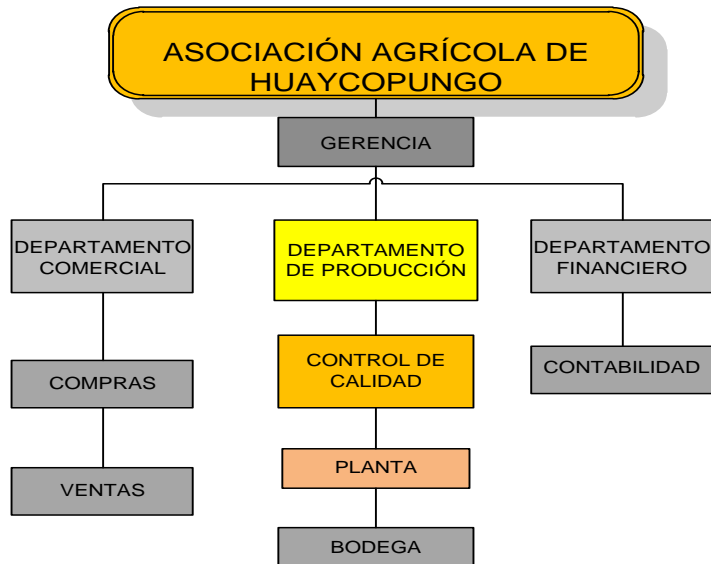 ASOCIACIÓN AGRÍCOLA DE
HUAYCOPUNGO
GERENCIA
DEPARTAMENTO
COMERCIAL
DEPARTAMENTO
DE PRODUCCIÓN
DEPARTAMENTO
FINANCIERO
COMPRAS
CONTROL DE
CALIDAD
CONTABILIDAD
VENTAS
PLANTA
BODEGA